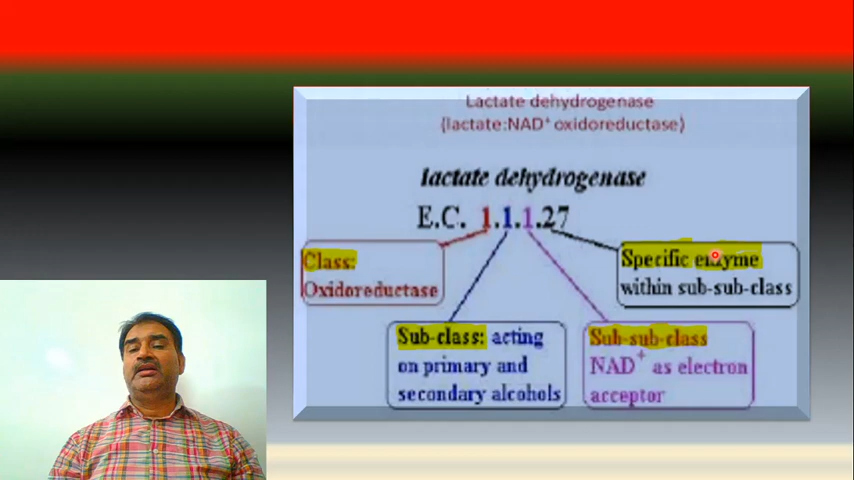 Lactate dehydrogenase
(lactate:NAD⁺ oxidoreductase)
lactate dehydrogenase
E.C. 1.1.1.27
Class:
Oxidoreductase
Specific enzyme
within sub-sub-class
Sub-class: acting
on primary and
secondary alcohols
Sub-sub-class
NAD⁺ as electron
acceptor